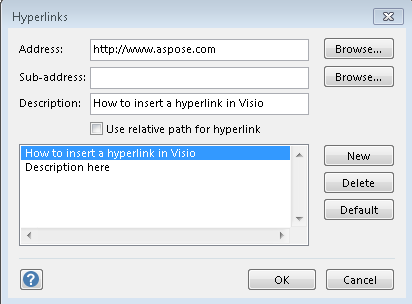 Hyperlinks
Address: http://www.aspose.com Browse...
Sub-address: Browse...
Description: How to insert a hyperlink in Visio
Use relative path for hyperlink
How to insert a hyperlink in Visio New
Description here
Delete
Default
? OK Cancel